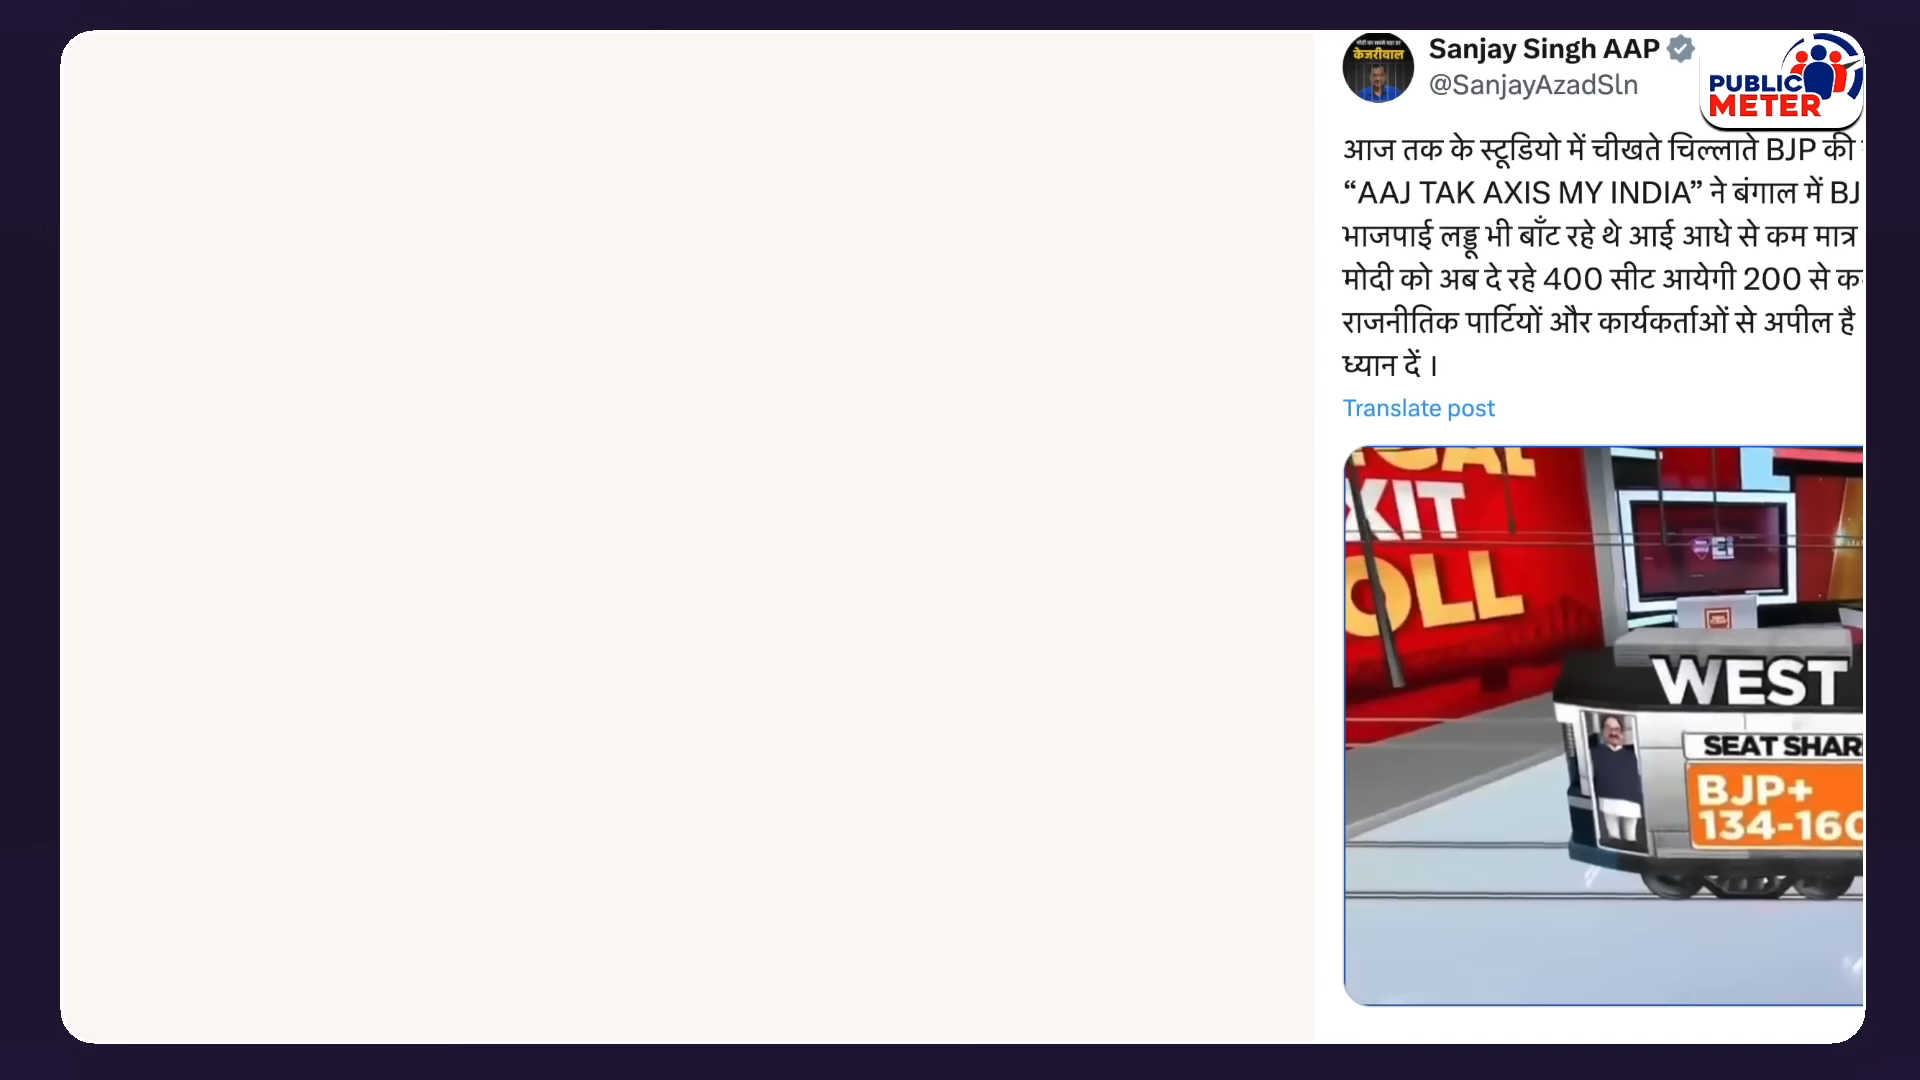 केजरीवाल
Sanjay Singh AAP
@SanjayAzadSln
PUBLIC
METER
आज तक के स्टूडियो में चीखते चिल्लाते BJP की
“AAJ TAK AXIS MY INDIA” ने बंगाल में BJ
भाजपाई लड्डू भी बाँट रहे थे आई आधे से कम मात्र
मोदी को अब दे रहे 400 सीट आयेगी 200 से क
राजनीतिक पार्टियों और कार्यकर्ताओं से अपील है
ध्यान दें ।
Translate post
ICAL
XIT
OLL
WEST
SEAT SHAR
BJP+
134-160